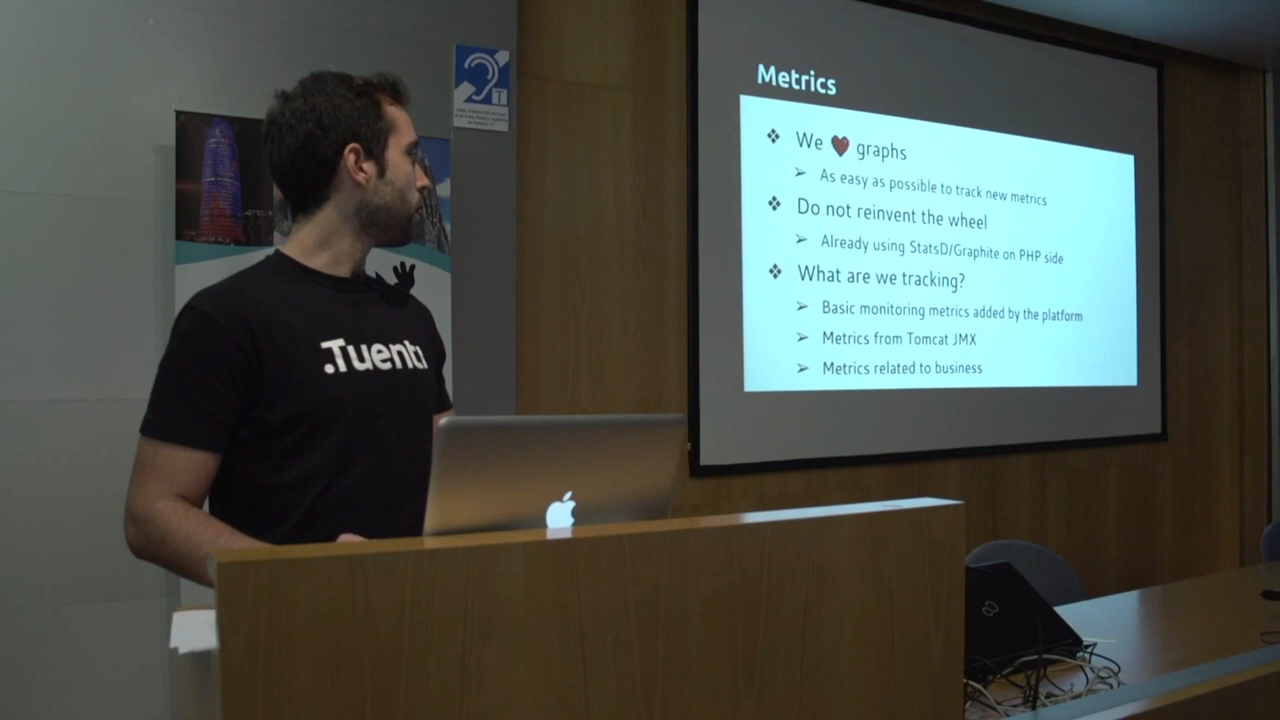 Metrics
❖ We ❤ graphs
➢ As easy as possible to track new metrics
❖ Do not reinvent the wheel
➢ Already using StatsD/Graphite on PHP side
❖ What are we tracking?
➢ Basic monitoring metrics added by the platform
➢ Metrics from Tomcat JMX
➢ Metrics related to business
T
.Tuenti